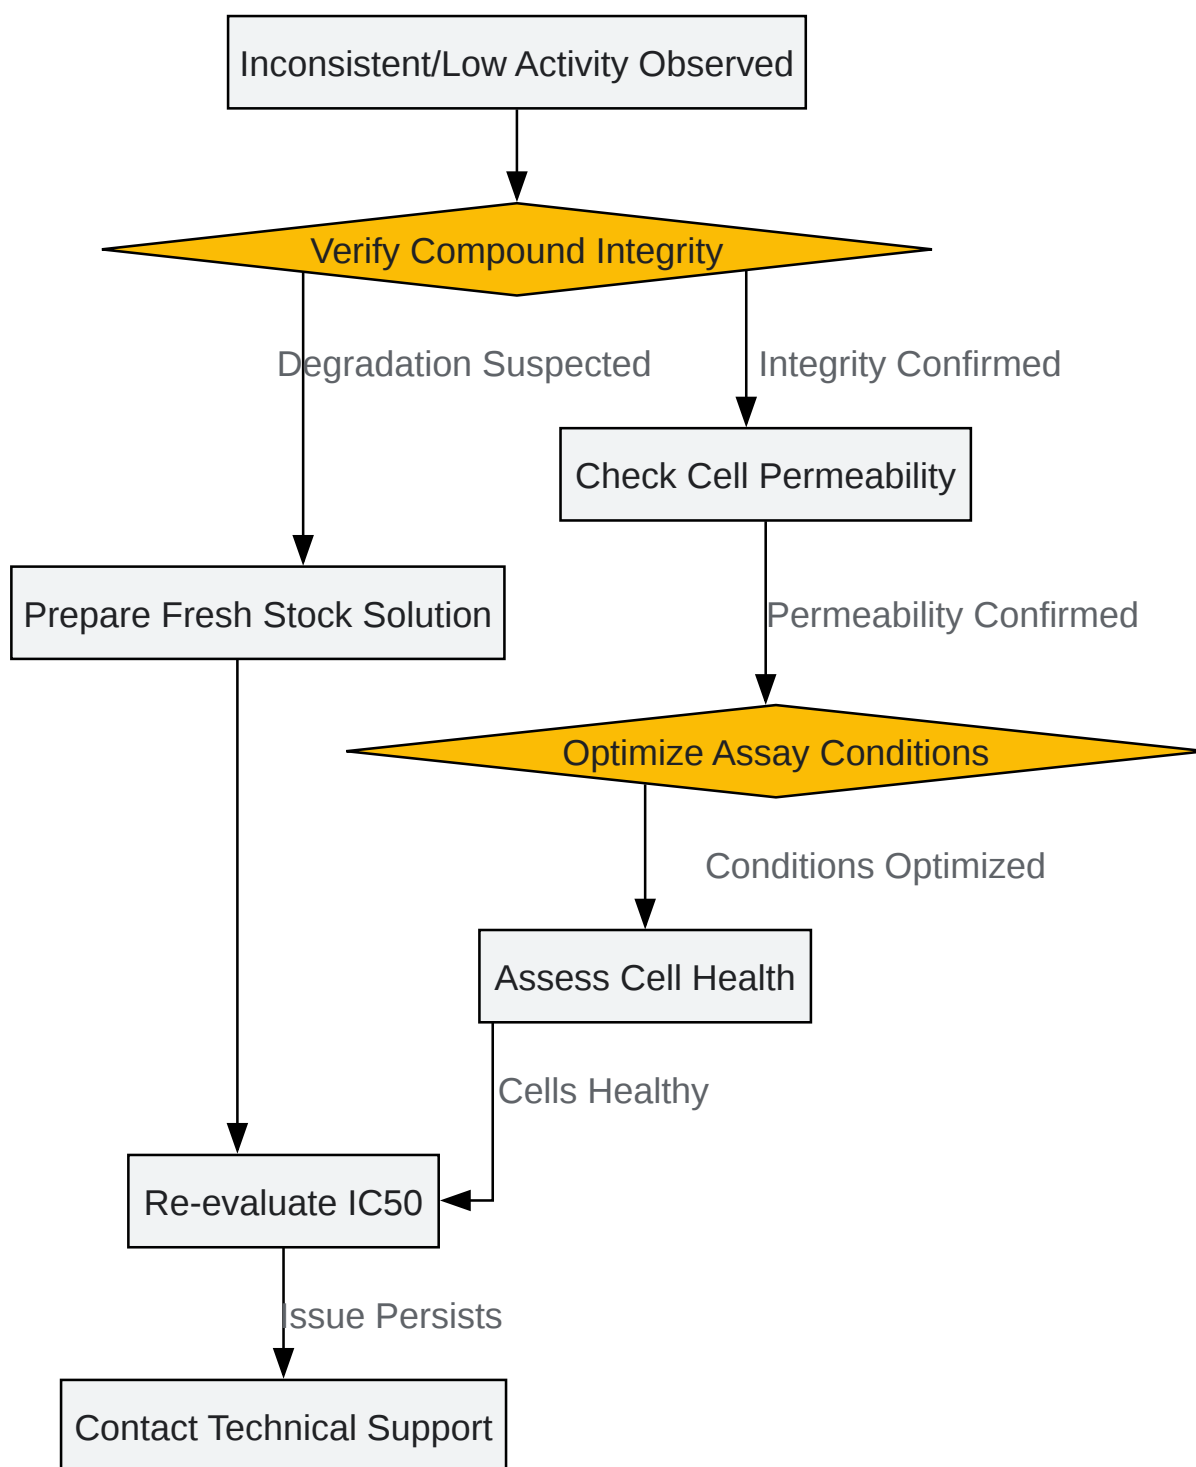 Inconsistent/Low Activity Observed
Verify Compound Integrity
Degradation Suspected
Integrity Confirmed
Check Cell Permeability
Prepare Fresh Stock Solution
Permeability Confirmed
Optimize Assay Conditions
Conditions Optimized
Assess Cell Health
Cells Healthy
Re-evaluate IC50
Issue Persists
Contact Technical Support